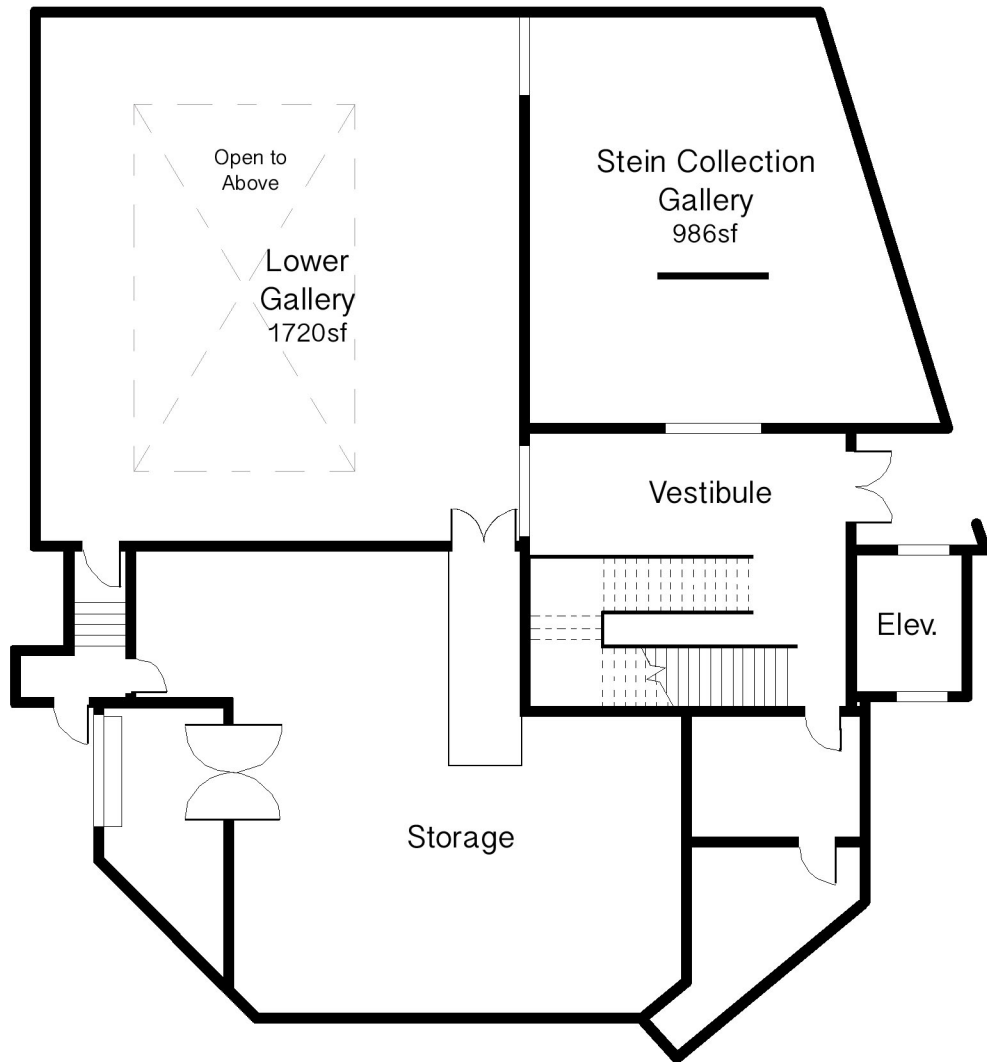 Open to
Above
Lower
Gallery
1720sf
Stein Collection
Gallery
986sf
Vestibule
Elev.
Storage